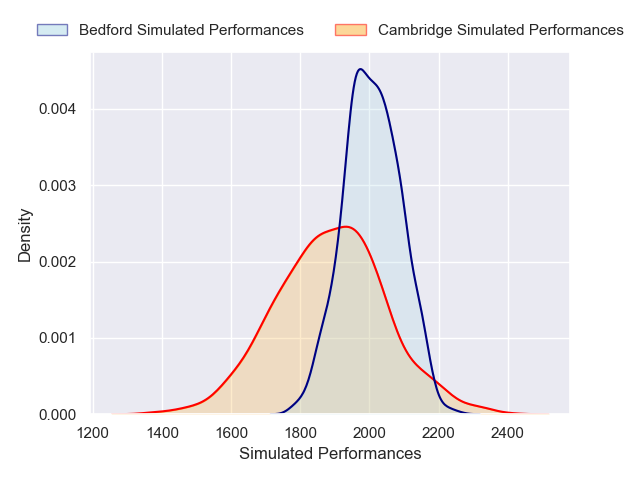 Bedford Simulated Performances
Cambridge Simulated Performances
Density
0.004
0.003
0.002
0.001
0.000
1200 1400 1600 1800 2000 2200 2400
Simulated Performances